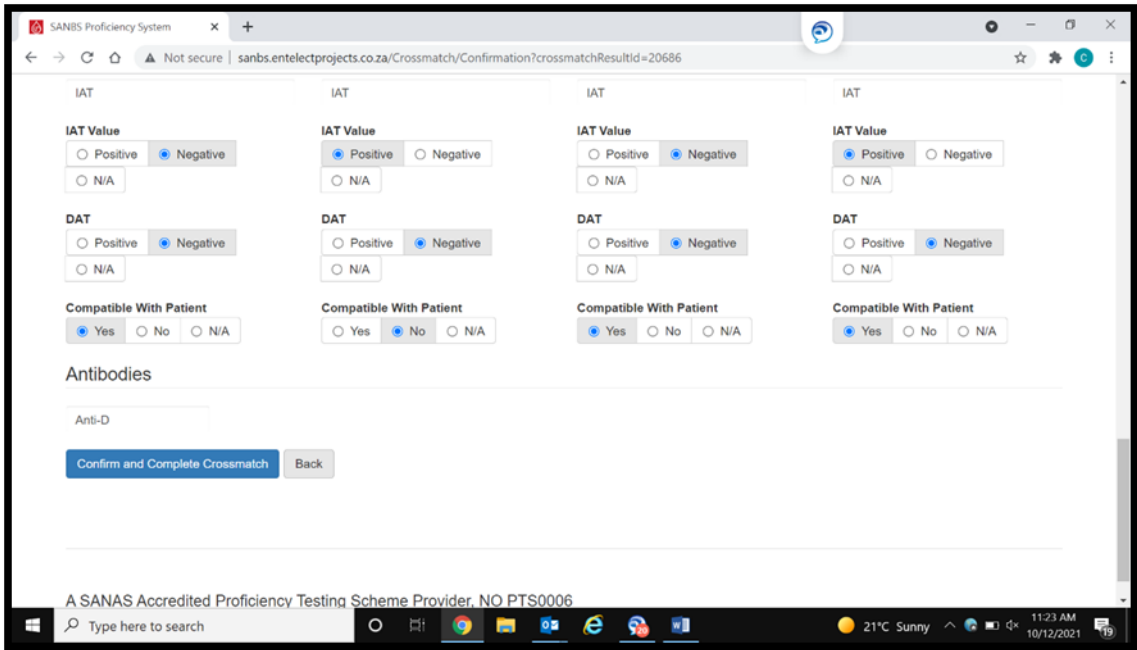 SANBS Proficiency System
Not secure | sanbs.entelectprojects.co.za/Crossmatch/Confirmation?crossmatchResultId=20686
C
IAT IAT IAT IAT
IAT Value IAT Value IAT Value IAT Value
Positive Negative Positive Negative Positive Negative Positive Negative
N/A N/A N/A N/A
DAT DAT DAT DAT
Positive Negative Positive Negative Positive Negative Positive Negative
N/A N/A N/A N/A
Compatible With Patient Compatible With Patient Compatible With Patient Compatible With Patient
Yes No N/A Yes No N/A Yes No N/A Yes No N/A
Antibodies
Anti-D
Confirm and Complete Crossmatch Back
A SANAS Accredited Proficiency Testing Scheme Provider, NO PTS0006
Type here to search 20 21°C Sunny 11:23 AM
10/12/2021 19